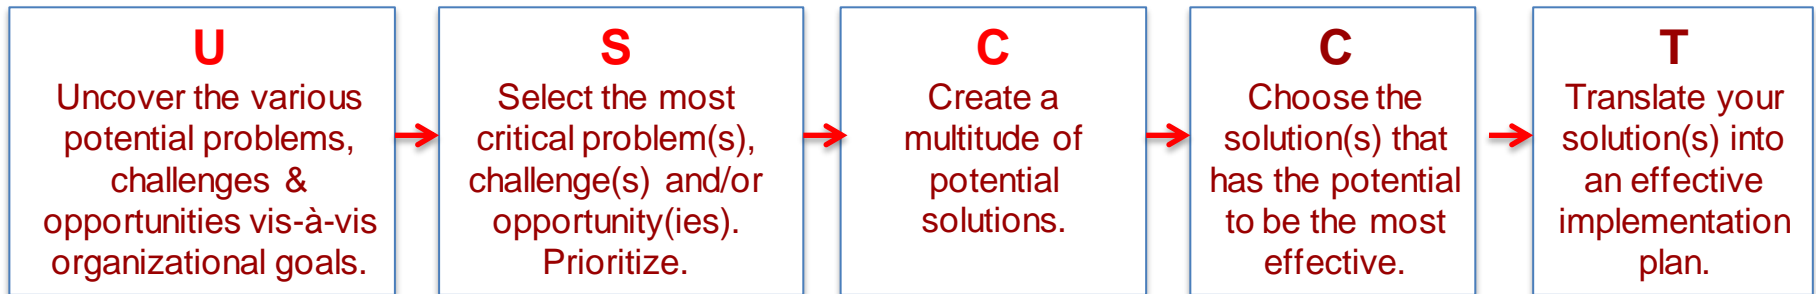 U
Uncover the various
potential problems,
challenges &
opportunities vis-à-vis
organizational goals.
S
Select the most
critical problem(s),
challenge(s) and/or
opportunity(ies).
Prioritize.
C
Create a
multitude of
potential
solutions.
C
Choose the
solution(s) that
has the potential
to be the most
effective.
T
Translate your
solution(s) into
an effective
implementation
plan.